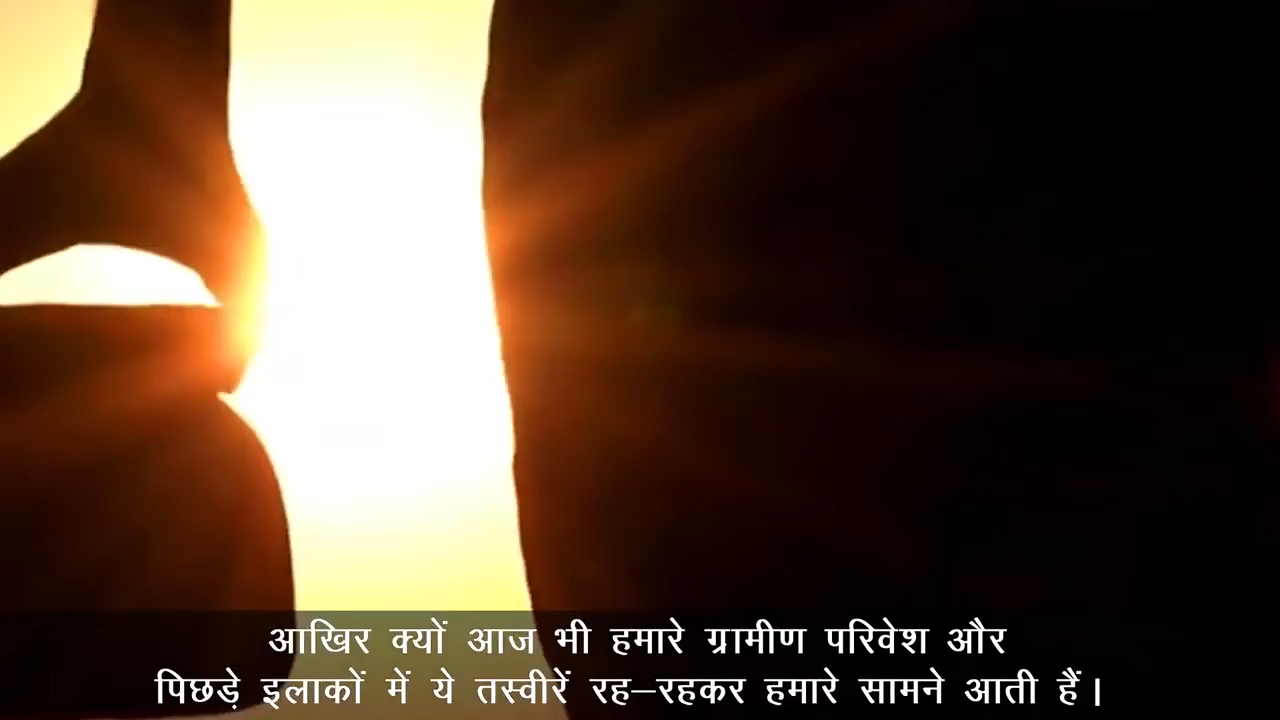 आखिर क्यों आज भी हमारे ग्रामीण परिवेश और
पिछड़े इलाकों में ये तस्वीरें रह–रहकर हमारे सामने आती हैं।